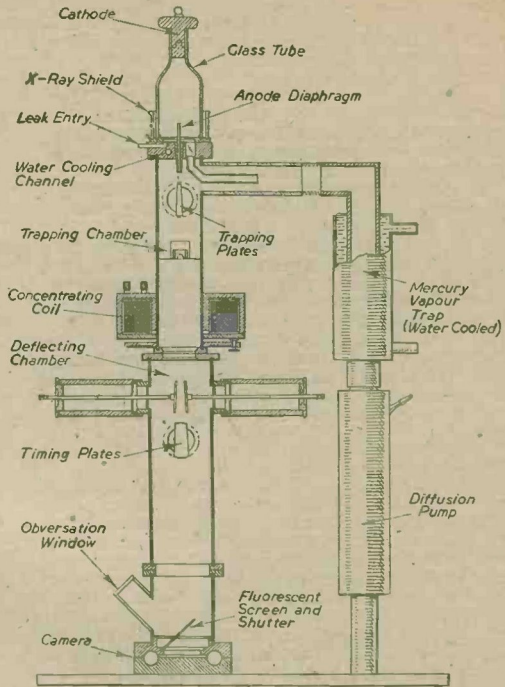 Cathode
Glass Tube
X-Ray Shield
Anode Diaphragm
Leak Entry
Water Cooling
Channel
Trapping Chamber
Trapping
Plates
Mercury
Vapour
Trap
(Water Cooled)
Concentrating
Coil
Deflecting
Chamber
Timing Plates
Diffusion
Pump
Obversation
Window
Fluorescent
Screen and
Shutter
Camera